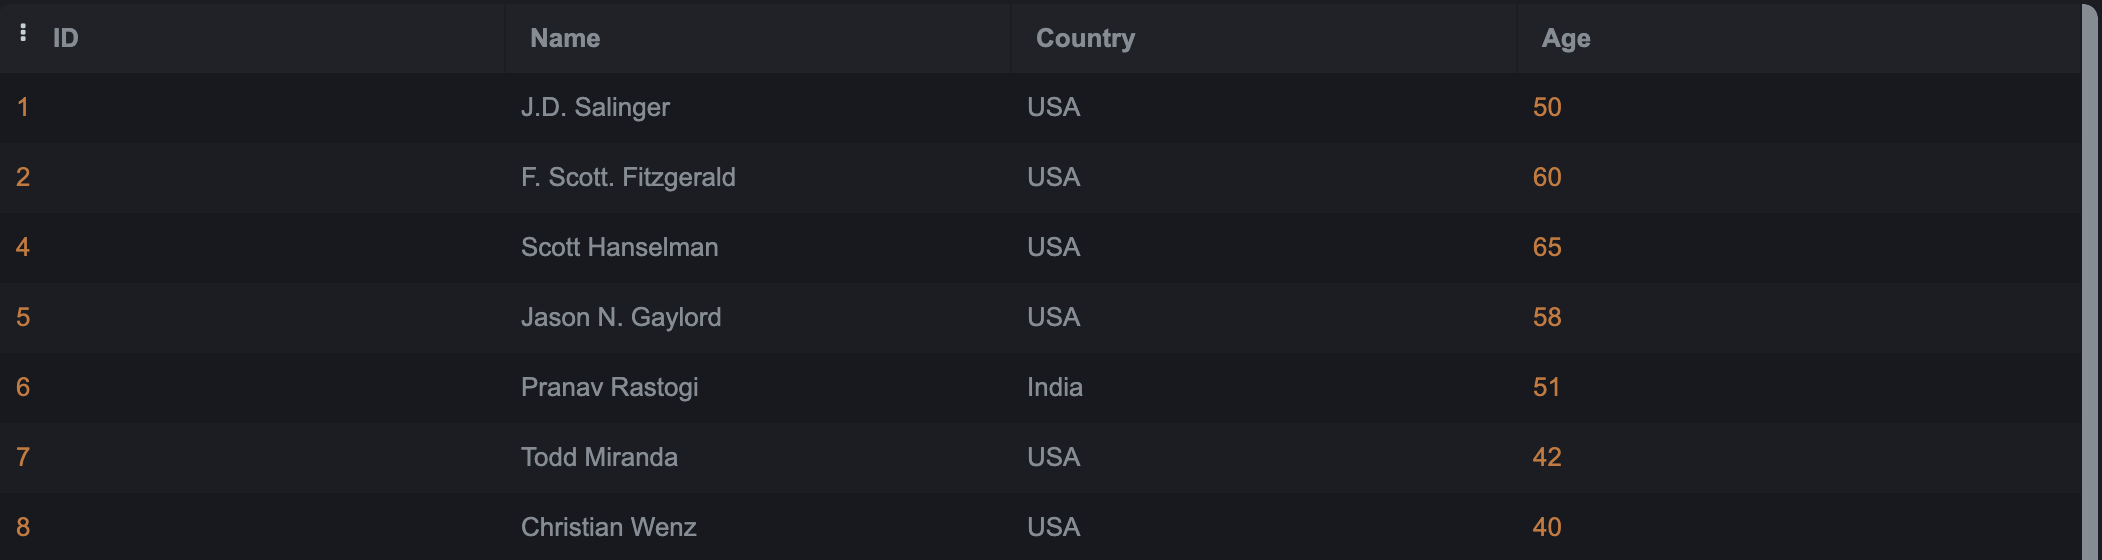 ID Name Country Age
1 J.D. Salinger USA 50
2 F. Scott. Fitzgerald USA 60
4 Scott Hanselman USA 65
5 Jason N. Gaylord USA 58
6 Pranav Rastogi India 51
7 Todd Miranda USA 42
8 Christian Wenz USA 40